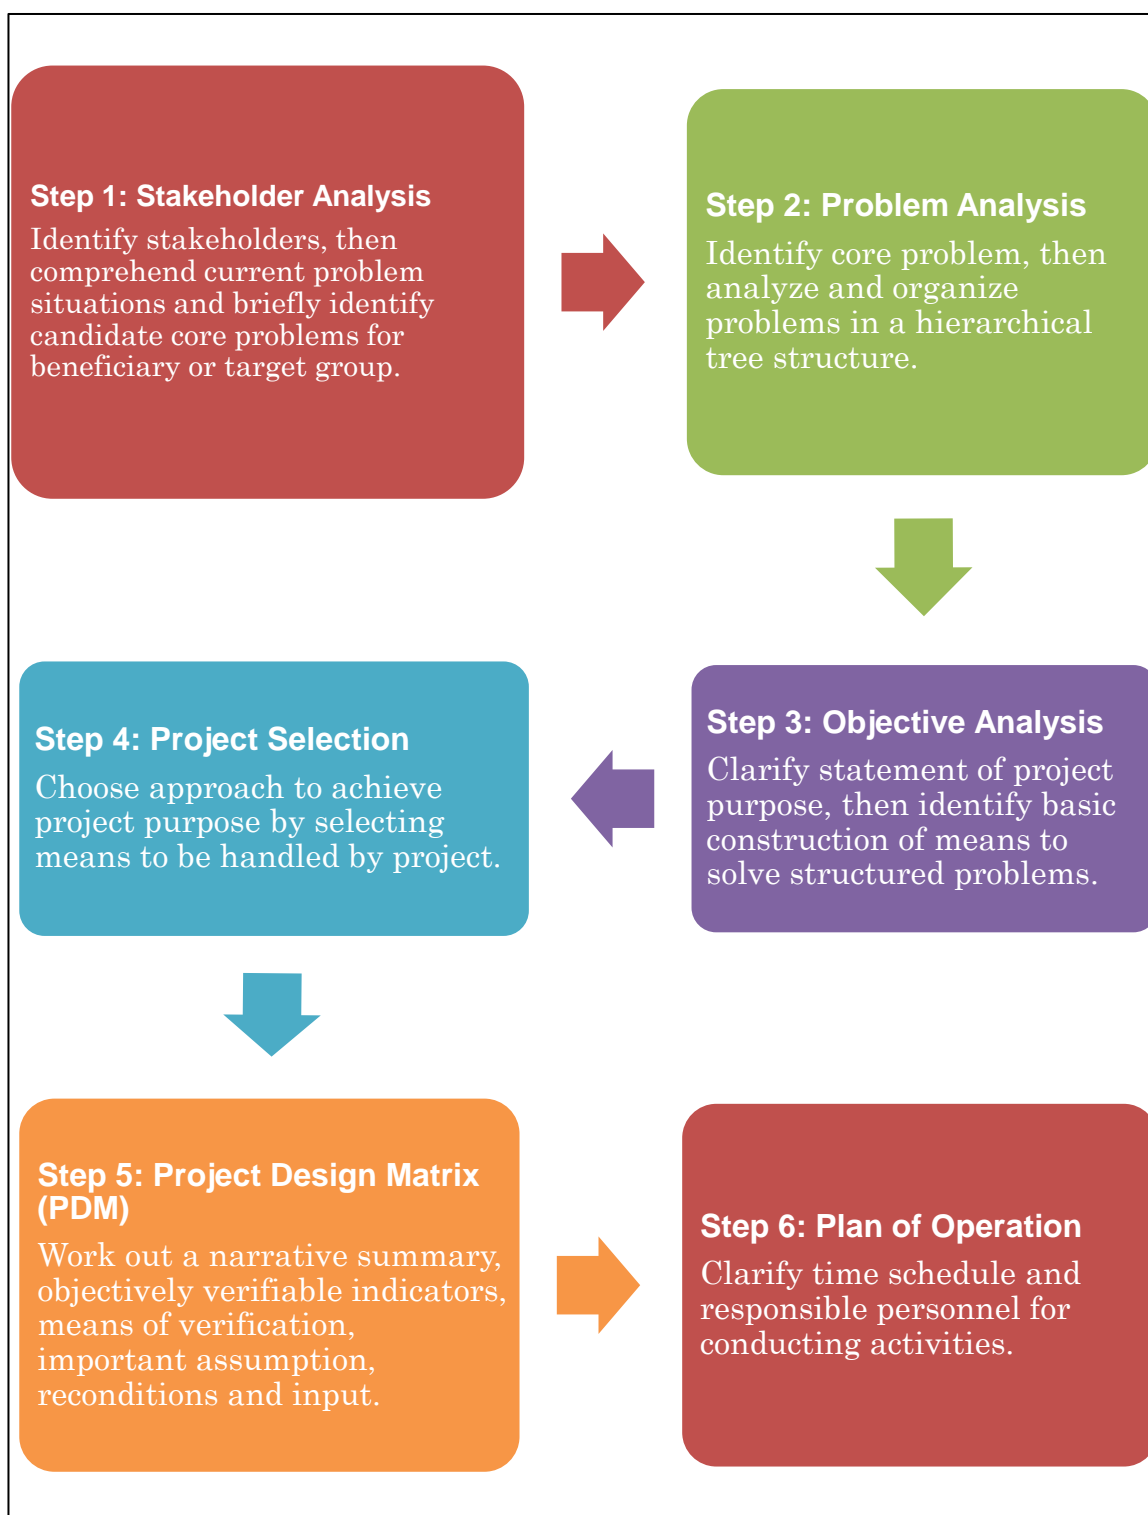 Step 1: Stakeholder Analysis
Identify stakeholders, then
comprehend current problem
situations and briefly identify
candidate core problems for
beneficiary or target group.
Step 2: Problem Analysis
Identify core problem, then
analyze and organize
problems in a hierarchical
tree structure.
Step 3: Objective Analysis
Clarify statement of project
purpose, then identify basic
construction of means to
solve structured problems.
Step 4: Project Selection
Choose approach to achieve
project purpose by selecting
means to be handled by project.
Step 5: Project Design Matrix
(PDM)
Work out a narrative summary,
objectively verifiable indicators,
means of verification,
important assumption,
reconditions and input.
Step 6: Plan of Operation
Clarify time schedule and
responsible personnel for
conducting activities.